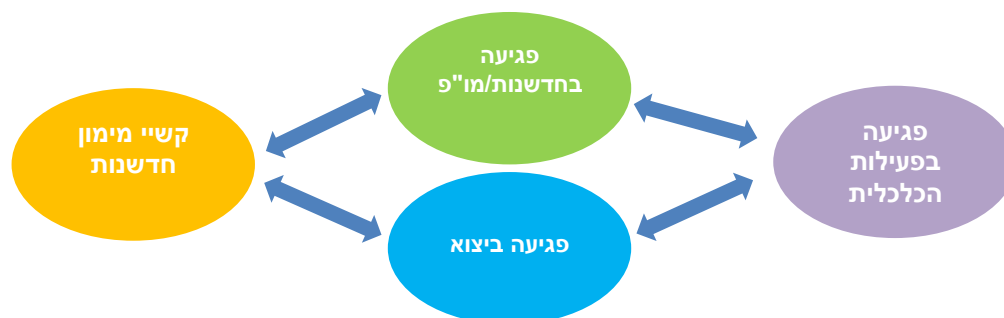 פגיעה
בחדשנות/מו"פ
פגיעה
בפעילות
הכלכלית
קשיי מימון
חדשנות
פגיעה ביצוא